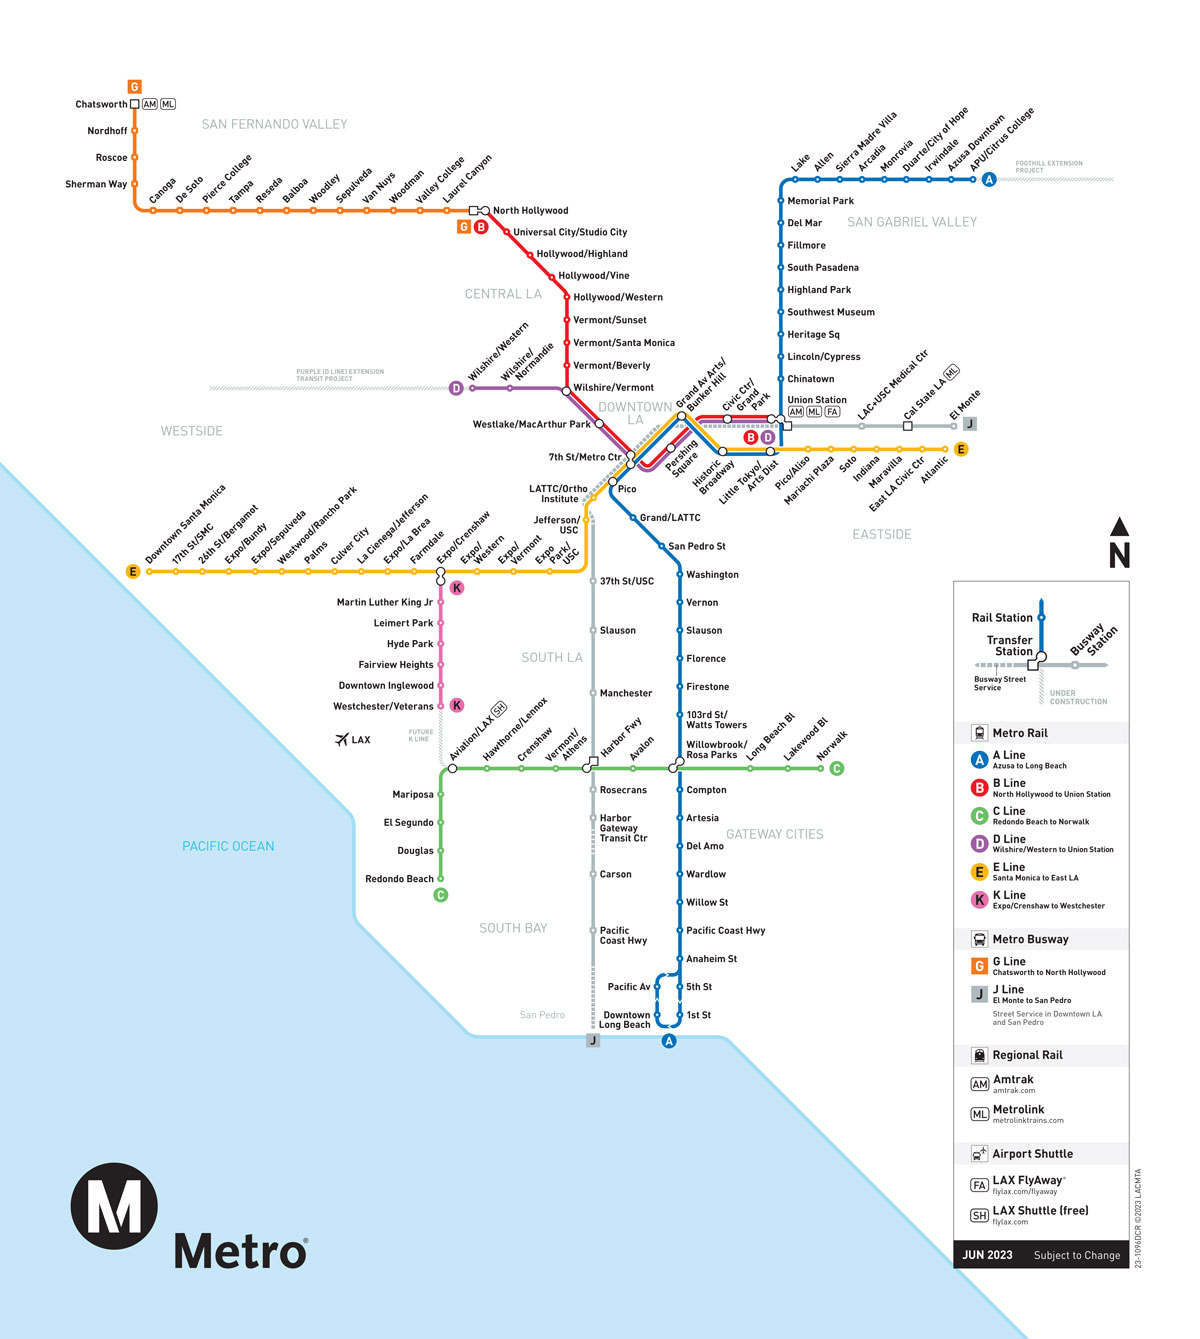 G
Chatsworth AM ML
Nordhoff
Roscoe
Sherman Way
SAN FERNANDO VALLEY
Canoga
De Soto
Pierce College
Tampa
Reseda
Balboa
Woodley
Sepulveda
Van Nuys
Woodman
Valley College
Laurel Canyon
North Hollywood
G B
Universal City/Studio City
Hollywood/Highland
Hollywood/Vine
CENTRAL LA
Hollywood/Western
Vermont/Sunset
Vermont/Santa Monica
Vermont/Beverly
Wilshire/Vermont
Wilshire/Western
Wilshire/
Normandie
PURPLE (D LINE) EXTENSION
TRANSIT PROJECT
D
WESTSIDE
DOWNTOWN
LA
Westlake/MacArthur Park
7th St/Metro Ctr
Pershing
Square
Grand Av Arts/
Bunker Hill
Civic Ctr/
Grand
Park
Historic
Broadway
Little Tokyo/
Arts Dist
B D
Lake
Allen
Sierra Madre Villa
Arcadia
Monrovia
Duarte/City of Hope
Irwindale
Azusa Downtown
APU/Citrus College
A
FOOTHILL EXTENSION
PROJECT
Memorial Park
Del Mar
SAN GABRIEL VALLEY
Fillmore
South Pasadena
Highland Park
Southwest Museum
Heritage Sq
Lincoln/Cypress
Chinatown
Union Station
AM ML FA
LAC+USC Medical Ctr
Cal State LA ML
El Monte
J
Pico/Aliso
Mariachi Plaza
Soto
Indiana
Maravilla
East LA Civic Ctr
Atlantic
E
EASTSIDE
N
LATTC/Ortho
Institute
Jefferson/
USC
Pico
Grand/LATTC
San Pedro St
Washington
Vernon
Slauson
Florence
Firestone
103rd St/
Watts Towers
Willowbrook/
Rosa Parks
E
Downtown Santa Monica
17th St/SMC
26th St/Bergamot
Expo/Bundy
Expo/Sepulveda
Westwood/Rancho Park
Palms
Culver City
La Cienega/Jefferson
Expo/La Brea
Farmdale
Expo/Crenshaw
Expo/
Western
Expo/
Vermont
Expo
Park/
USC
K
Martin Luther King Jr
Leimert Park
Hyde Park
Fairview Heights
Downtown Inglewood
Westchester/Veterans
K
FUTURE
K LINE
LAX
37th St/USC
Slauson
SOUTH LA
Manchester
Aviation/LAX SH
Hawthorne/Lennox
Crenshaw
Vermont/
Athens
Harbor Fwy
Avalon
Long Beach Bl
Lakewood Bl
Norwalk
C
Mariposa
El Segundo
Douglas
Redondo Beach
C
Rosecrans
Harbor
Gateway
Transit Ctr
Carson
Pacific
Coast Hwy
SOUTH BAY
San Pedro
J
Compton
Artesia
GATEWAY CITIES
Del Amo
Wardlow
Willow St
Pacific Coast Hwy
Anaheim St
Pacific Av
5th St
Downtown
Long Beach
1st St
A
PACIFIC OCEAN
Rail Station
Transfer
Station
Busway
Station
Busway Street
Service
UNDER
CONSTRUCTION
Metro Rail
A A Line
Azusa to Long Beach
B B Line
North Hollywood to Union Station
C C Line
Redondo Beach to Norwalk
D D Line
Wilshire/Western to Union Station
E E Line
Santa Monica to East LA
K K Line
Expo/Crenshaw to Westchester
Metro Busway
G G Line
Chatsworth to North Hollywood
J J Line
El Monte to San Pedro
Street Service in Downtown LA
and San Pedro
Regional Rail
AM Amtrak
amtrak.com
ML Metrolink
metrolinktrains.com
Airport Shuttle
FA LAX FlyAway®
flylax.com/flyaway
SH LAX Shuttle (free)
flylax.com
JUN 2023 Subject to Change
23-1096DCR ©2023 LACMTA
M
Metro®